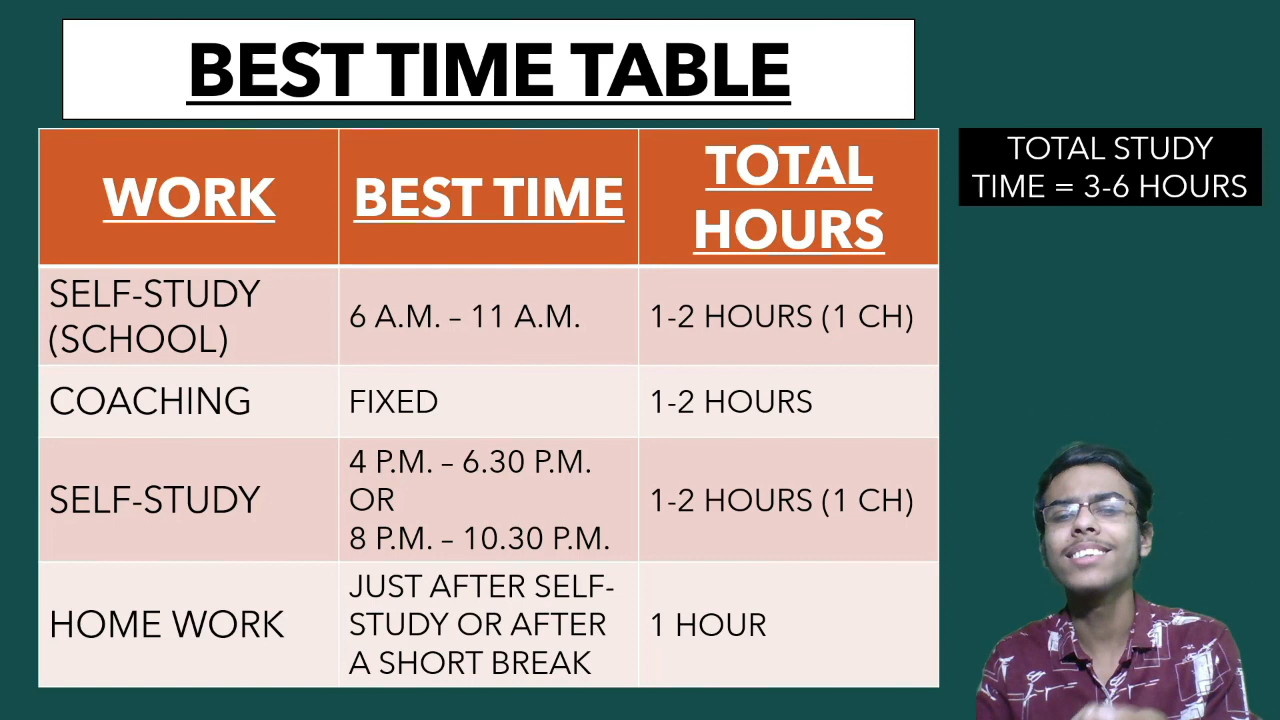 BEST TIME TABLE
WORK
BEST TIME
TOTAL
HOURS
TOTAL STUDY
TIME = 3-6 HOURS
SELF-STUDY
(SCHOOL)
6 A.M. – 11 A.M.
1-2 HOURS (1 CH)
COACHING
FIXED
1-2 HOURS
SELF-STUDY
4 P.M. – 6.30 P.M.
OR
8 P.M. – 10.30 P.M.
1-2 HOURS (1 CH)
HOME WORK
JUST AFTER SELF-
STUDY OR AFTER
A SHORT BREAK
1 HOUR